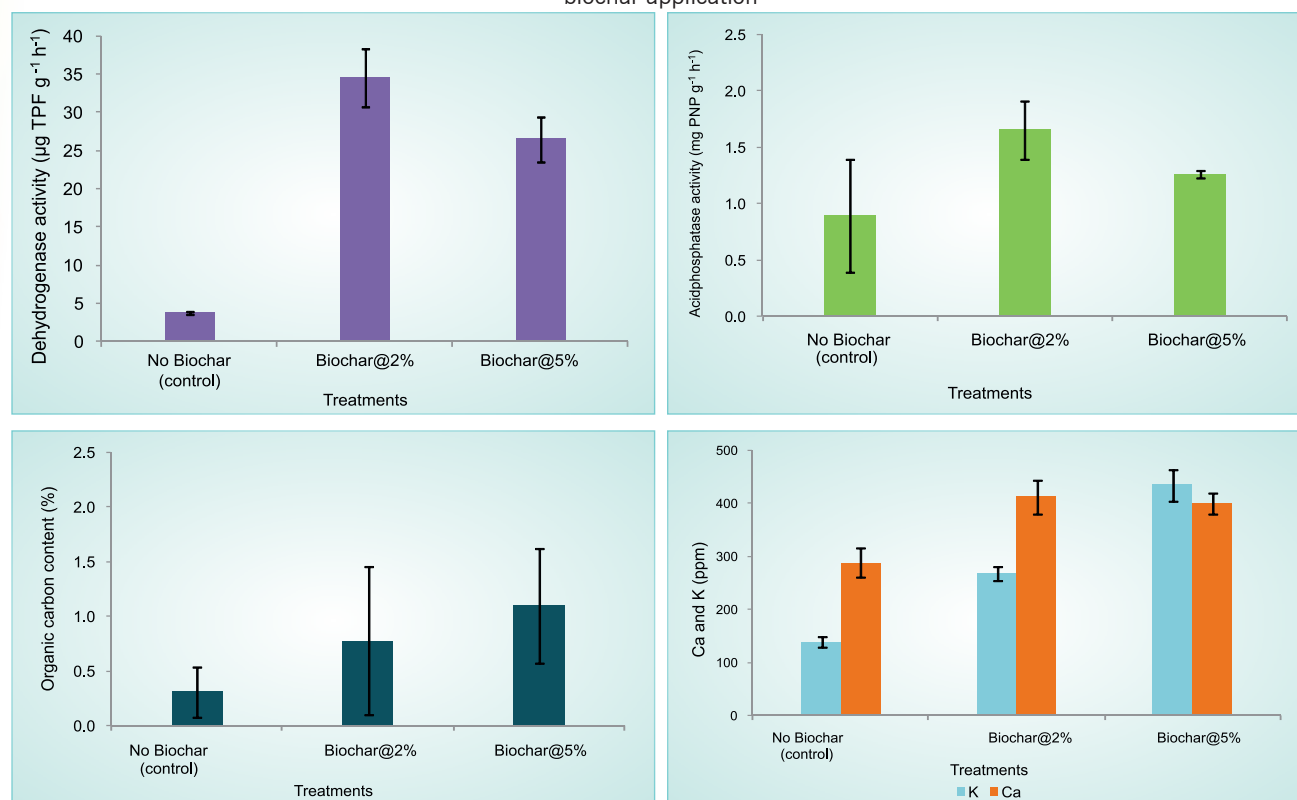 biochar application
Dehydrogenase activity (µg TPF g⁻¹ h⁻¹)
40
35
30
25
20
15
10
5
0
No Biochar
(control)
Biochar@2%
Biochar@5%
Treatments
Acidphosphatase activity (mg PNP g⁻¹ h⁻¹)
2.5
2.0
1.5
1.0
0.5
0.0
No Biochar
(control)
Biochar@2%
Biochar@5%
Treatments
Organic carbon content (%)
2.5
2.0
1.5
1.0
0.5
0.0
No Biochar
(control)
Biochar@2%
Biochar@5%
Treatments
Ca and K (ppm)
500
400
300
200
100
0
No Biochar
(control)
Biochar@2%
Biochar@5%
Treatments
K Ca